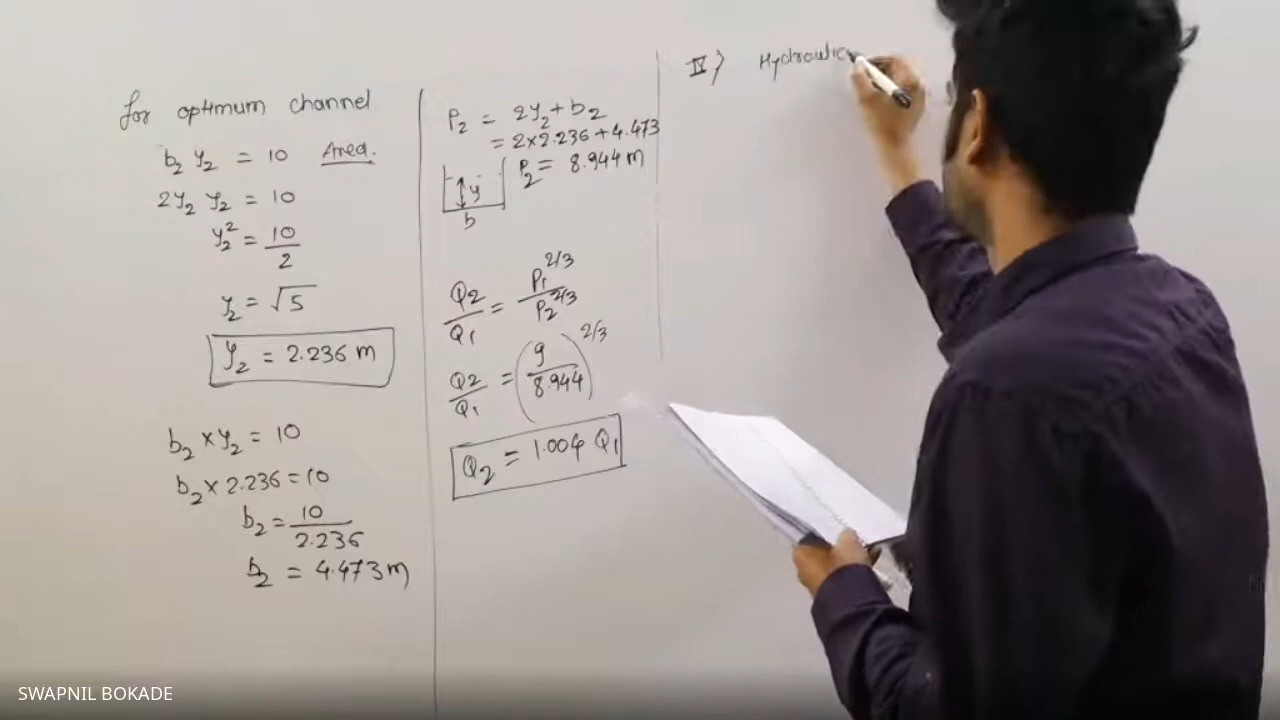 for optimum channel
b₂ y₂ = 10 Area.
2y₂ y₂ = 10
y₂² = 10/2
y₂ = √5
y₂ = 2.236 m
b₂ × y₂ = 10
b₂ × 2.236 = 10
b₂ = 10/2.236
b₂ = 4.473 m
P₂ = 2y₂ + b₂
= 2×2.236 + 4.473
P₂ = 8.944 m
y
b
Q₂/Q₁ = P₁^2/3 / P₂^2/3
Q₂/Q₁ = (9/8.944)^2/3
Q₂ = 1.004 Q₁
IV) Hydraulic
SWAPNIL BOKADE